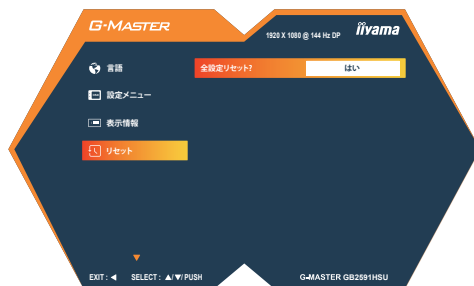 G-MASTER
1920 X 1080 @ 144 Hz DP
iiyama
言語
全設定リセット?
はい
設定メニュー
表示情報
リセット
EXIT : ◀ SELECT : ▲/▼/ PUSH
G-MASTER GB2591HSU